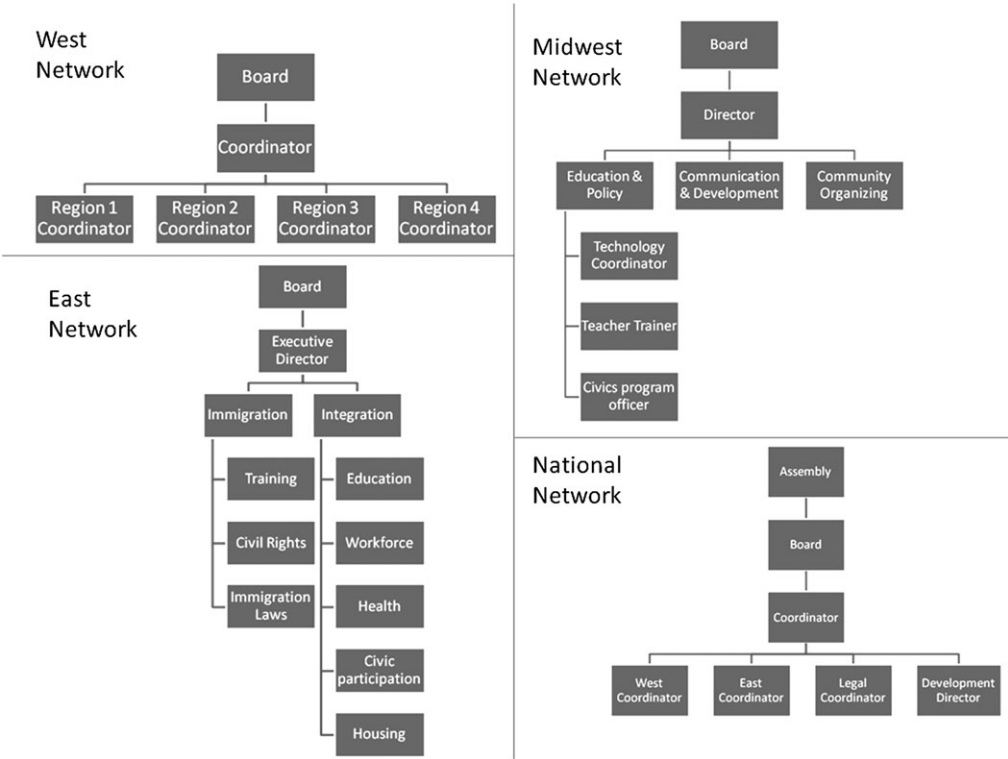 West
Network
Board
Coordinator
Region 1
Coordinator
Region 2
Coordinator
Region 3
Coordinator
Region 4
Coordinator
Midwest
Network
Board
Director
Education &
Policy
Communication
& Development
Community
Organizing
Technology
Coordinator
Teacher Trainer
Civics program
officer
East
Network
Board
Executive
Director
Immigration
Integration
Training
Civil Rights
Immigration
Laws
Education
Workforce
Health
Civic
participation
Housing
National
Network
Assembly
Board
Coordinator
West
Coordinator
East
Coordinator
Legal
Coordinator
Development
Director